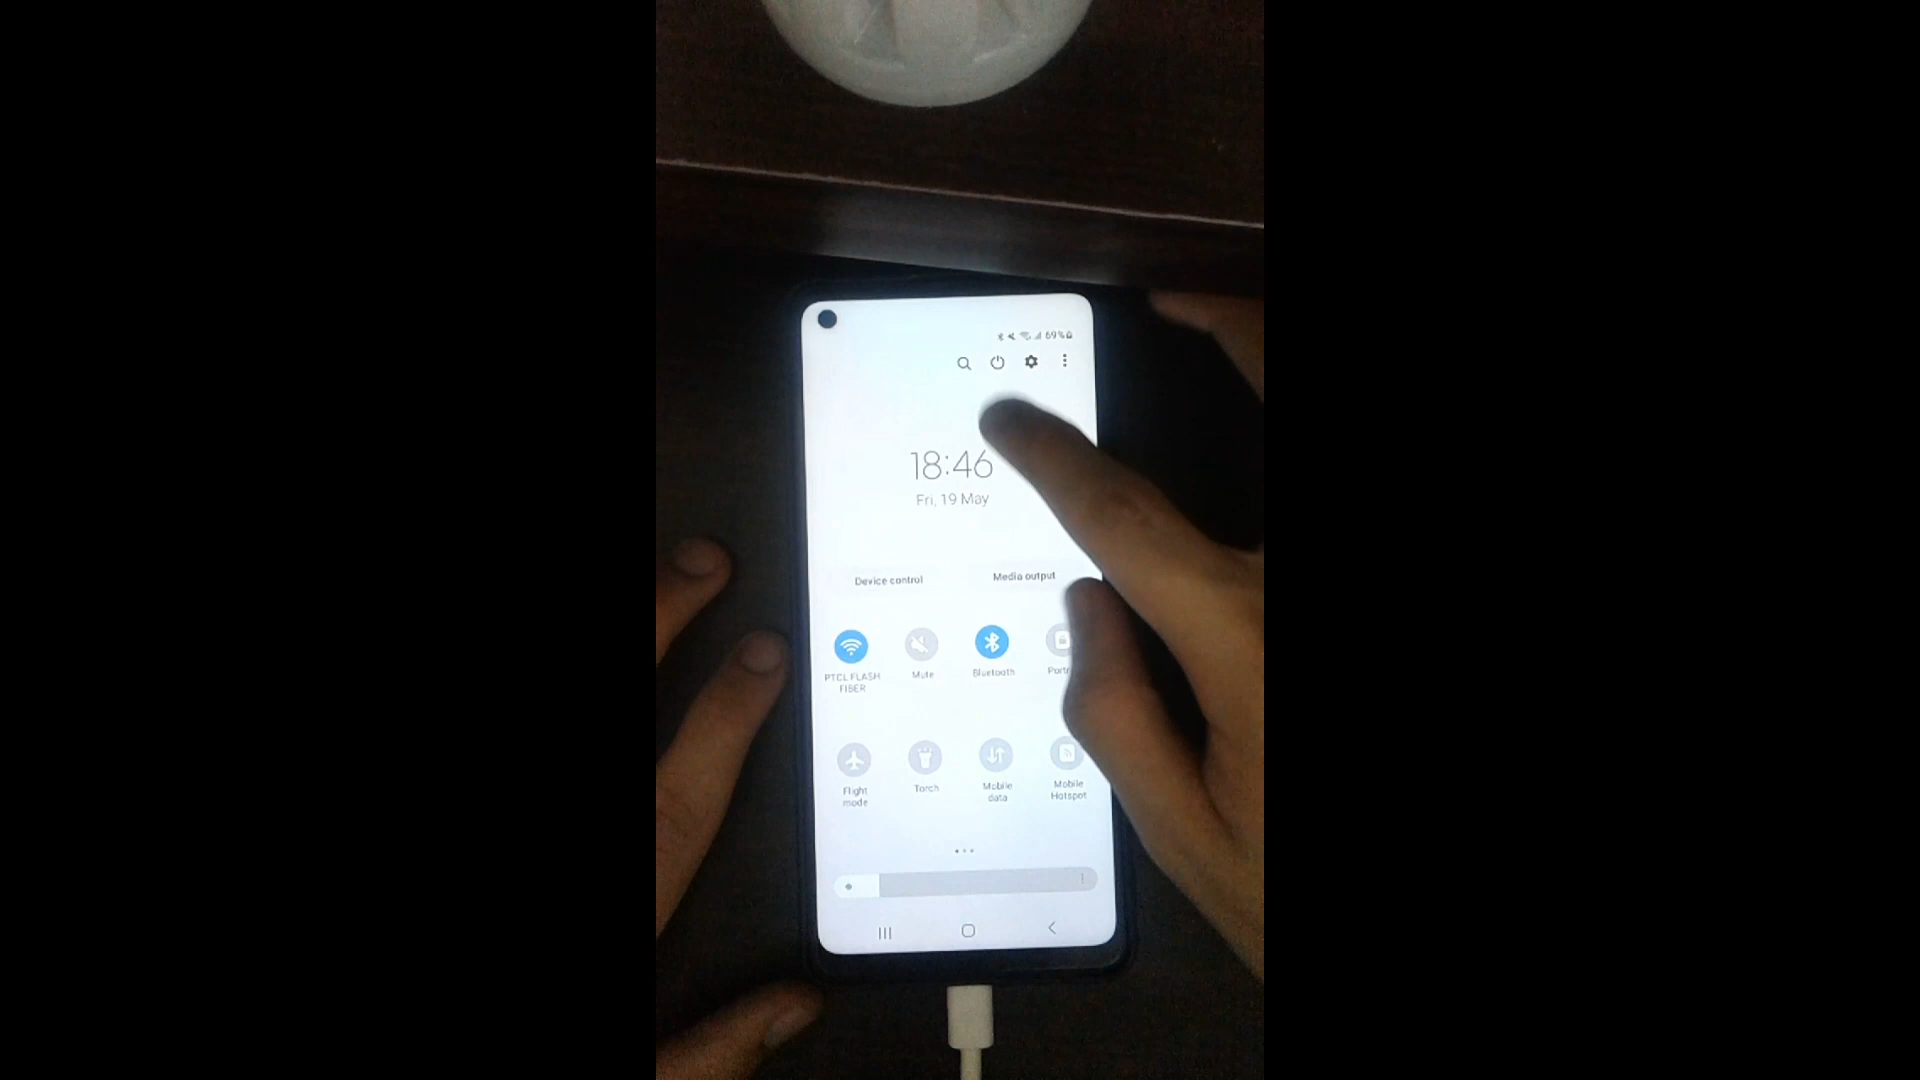 69%
18:46
Fri, 19 May
Device control
Media output
PTCL FLASH
FIBER
Mute
Bluetooth
Flight
mode
Torch
Mobile
data
Mobile
Hotspot